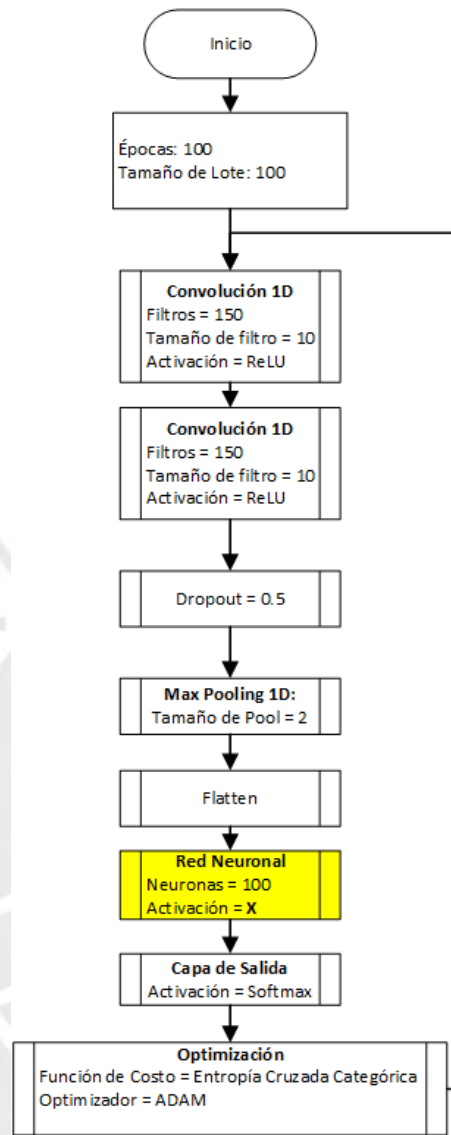 Inicio
Épocas: 100
Tamaño de Lote: 100
Convolución 1D
Filtros = 150
Tamaño de filtro = 10
Activación = ReLU
Convolución 1D
Filtros = 150
Tamaño de filtro = 10
Activación = ReLU
Dropout = 0.5
Max Pooling 1D:
Tamaño de Pool = 2
Flatten
Red Neuronal
Neuronas = 100
Activación = X
Capa de Salida
Activación = Softmax
Optimización
Función de Costo = Entropía Cruzada Categórica
Optimizador = ADAM